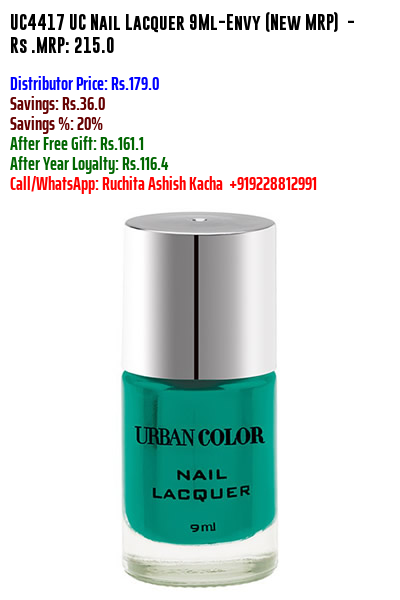 UC4417 UC Nail Lacquer 9Ml-Envy (New MRP) -
Rs .MRP: 215.0
Distributor Price: Rs.179.0
Savings: Rs.36.0
Savings %: 20%
After Free Gift: Rs.161.1
After Year Loyalty: Rs.116.4
Call/WhatsApp: Ruchita Ashish Kacha +919228812991
URBAN COLOR
NAIL
LACQUER
9ml